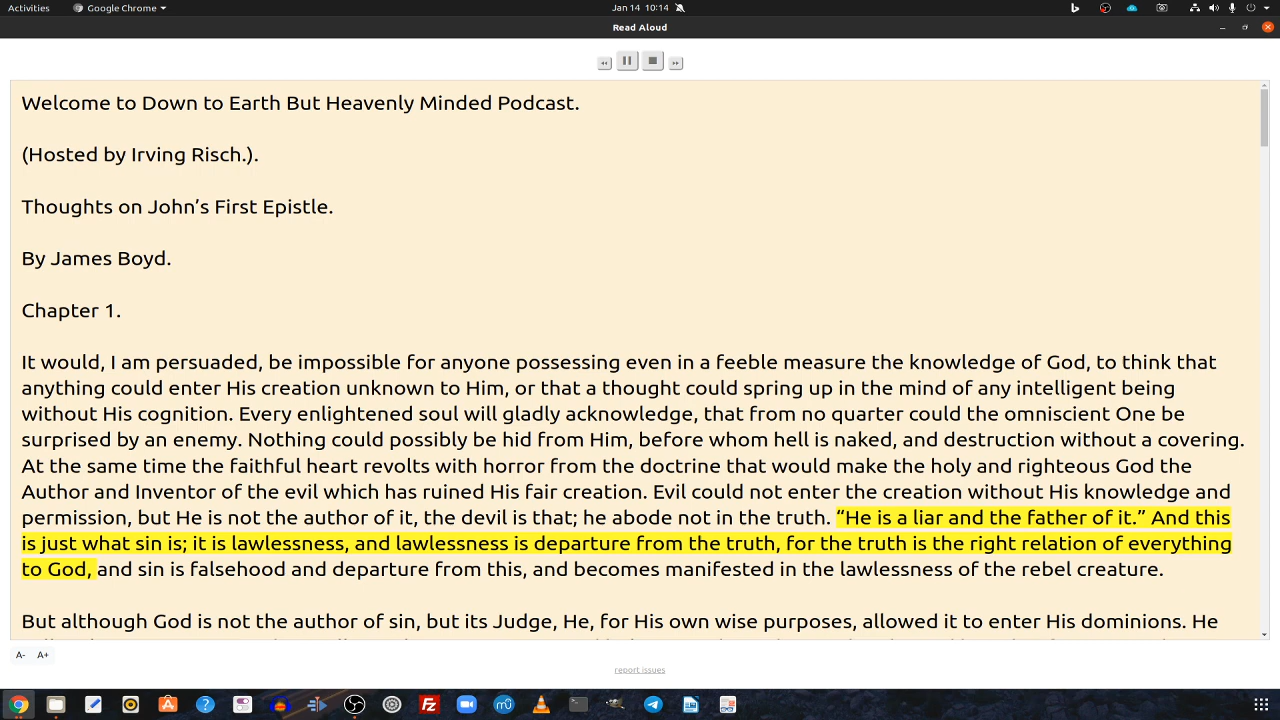 Activities
Google Chrome
Jan 14 10:14
Read Aloud
Welcome to Down to Earth But Heavenly Minded Podcast.
(Hosted by Irving Risch.).
Thoughts on John’s First Epistle.
By James Boyd.
Chapter 1.
It would, I am persuaded, be impossible for anyone possessing even in a feeble measure the knowledge of God, to think that
anything could enter His creation unknown to Him, or that a thought could spring up in the mind of any intelligent being
without His cognition. Every enlightened soul will gladly acknowledge, that from no quarter could the omniscient One be
surprised by an enemy. Nothing could possibly be hid from Him, before whom hell is naked, and destruction without a covering.
At the same time the faithful heart revolts with horror from the doctrine that would make the holy and righteous God the
Author and Inventor of the evil which has ruined His fair creation. Evil could not enter the creation without His knowledge and
permission, but He is not the author of it, the devil is that; he abode not in the truth. “He is a liar and the father of it.” And this
is just what sin is; it is lawlessness, and lawlessness is departure from the truth, for the truth is the right relation of everything
to God, and sin is falsehood and departure from this, and becomes manifested in the lawlessness of the rebel creature.
But although God is not the author of sin, but its Judge, He, for His own wise purposes, allowed it to enter His dominions. He
A- A+
report issues